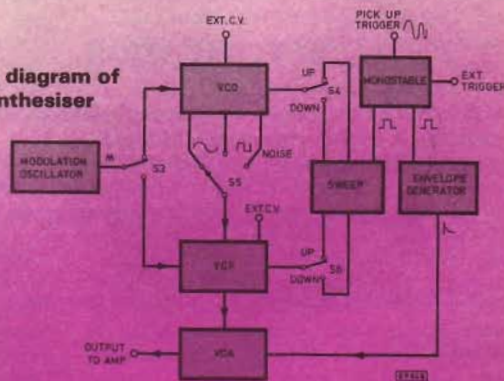 diagram of
nthesiser
EXT. C.V.
PICK UP
TRIGGER
MONOSTABLE
EXT.
TRIGGER
VCO
UP
S4
DOWN
MODULATION
OSCILLATOR
S3
S5
NOISE
SWEEP
ENVELOPE
GENERATOR
EXT.C.V.
VCF
UP
S6
DOWN
OUTPUT
TO AMP
VCA